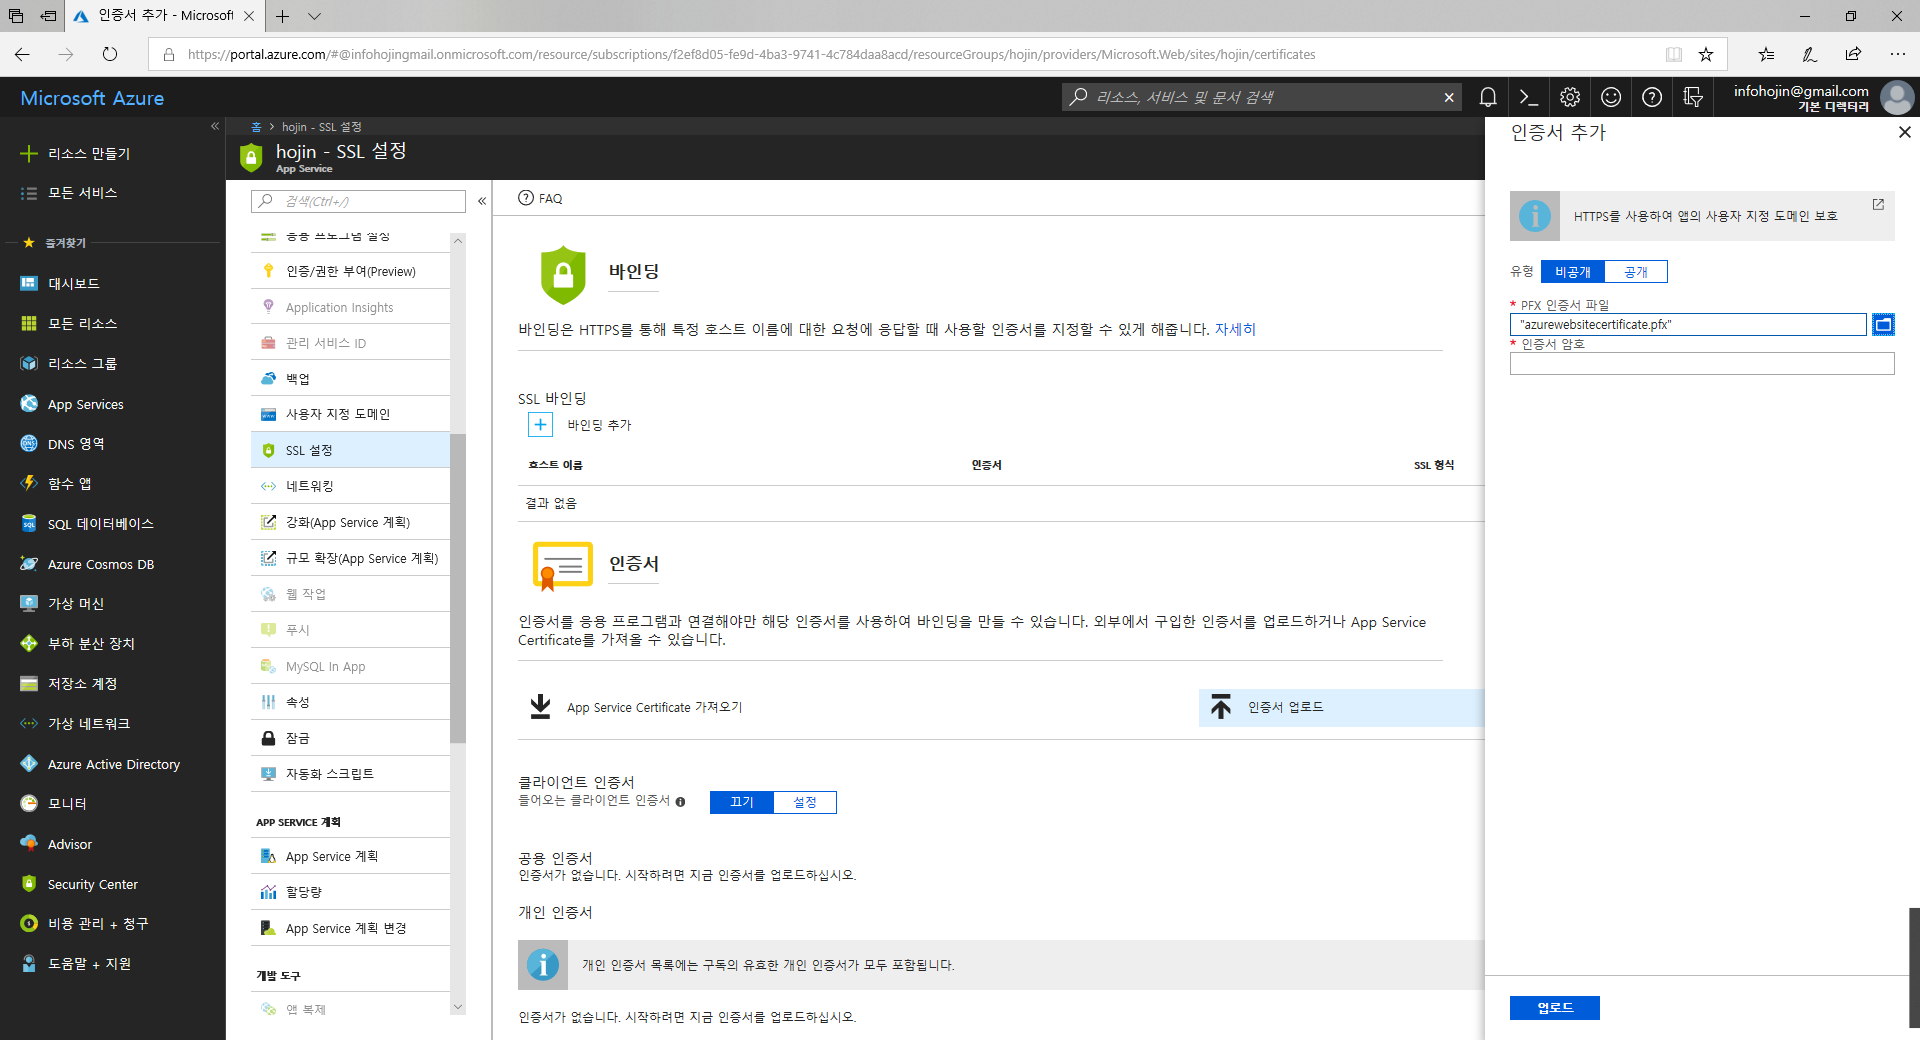 인증서 추가 - Microsoft
https://portal.azure.com/#@infohojingmail.onmicrosoft.com/resource/subscriptions/f2ef8d05-fe9d-4ba3-9741-4c784daa8acd/resourceGroups/hojin/providers/Microsoft.Web/sites/hojin/certificates
Microsoft Azure
리소스, 서비스 및 문서 검색
infohojin@gmail.com
기본 디렉터리
리소스 만들기
모든 서비스
즐겨찾기
대시보드
모든 리소스
리소스 그룹
App Services
DNS 영역
함수 앱
SQL 데이터베이스
Azure Cosmos DB
가상 머신
부하 분산 장치
저장소 계정
가상 네트워크
Azure Active Directory
모니터
Advisor
Security Center
비용 관리 + 청구
도움말 + 지원
홈 > hojin - SSL 설정
hojin - SSL 설정
App Service
검색(Ctrl+/)
응용 프로그램 설정
인증/권한 부여(Preview)
Application Insights
관리 서비스 ID
백업
사용자 지정 도메인
SSL 설정
네트워킹
강화(App Service 계획)
규모 확장(App Service 계획)
웹 작업
푸시
MySQL In App
속성
잠금
자동화 스크립트
APP SERVICE 계획
App Service 계획
할당량
App Service 계획 변경
개발 도구
앱 복제
FAQ
바인딩
바인딩은 HTTPS를 통해 특정 호스트 이름에 대한 요청에 응답할 때 사용할 인증서를 지정할 수 있게 해줍니다. 자세히
SSL 바인딩
바인딩 추가
호스트 이름 인증서 SSL 형식
결과 없음
인증서
인증서를 응용 프로그램과 연결해야만 해당 인증서를 사용하여 바인딩을 만들 수 있습니다. 외부에서 구입한 인증서를 업로드하거나 App Service
Certificate를 가져올 수 있습니다.
App Service Certificate 가져오기
인증서 업로드
클라이언트 인증서
들어오는 클라이언트 인증서
끄기 설정
공용 인증서
인증서가 없습니다. 시작하려면 지금 인증서를 업로드하십시오.
개인 인증서
개인 인증서 목록에는 구독의 유효한 개인 인증서가 모두 포함됩니다.
인증서가 없습니다. 시작하려면 지금 인증서를 업로드하십시오.
인증서 추가
HTTPS를 사용하여 앱의 사용자 지정 도메인 보호
유형 비공개 공개
* PFX 인증서 파일
"azurewebsitecertificate.pfx"
* 인증서 암호
업로드